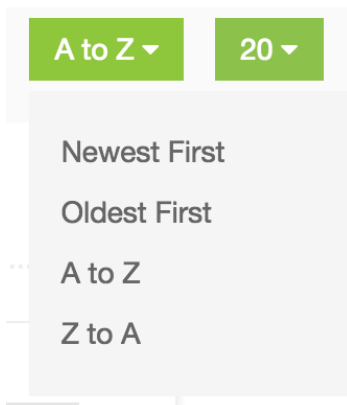 A to Z 20
Newest First
Oldest First
A to Z
Z to A